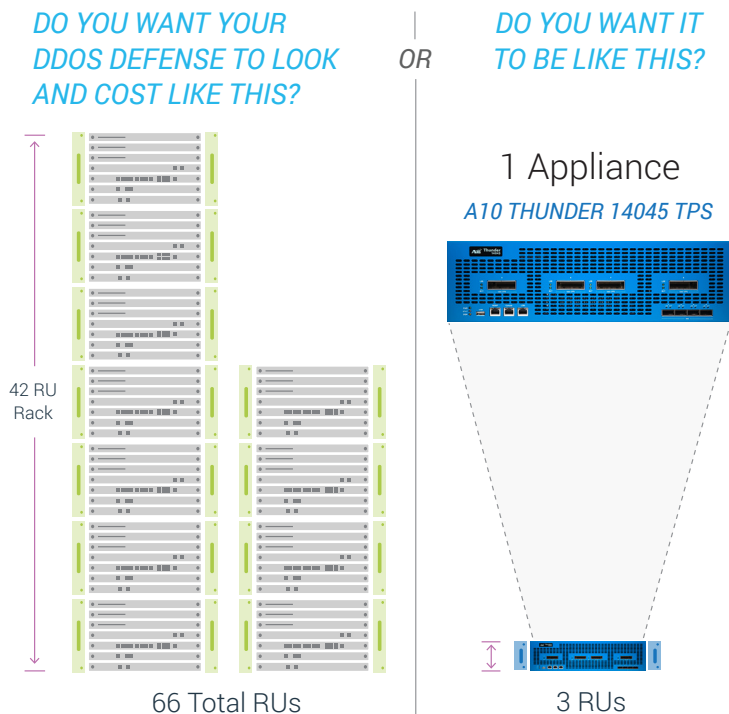 DO YOU WANT YOUR
DDOS DEFENSE TO LOOK
AND COST LIKE THIS?
OR
DO YOU WANT IT
TO BE LIKE THIS?
42 RU
Rack
66 Total RUs
1 Appliance
A10 THUNDER 14045 TPS
Thunder
3 RUs